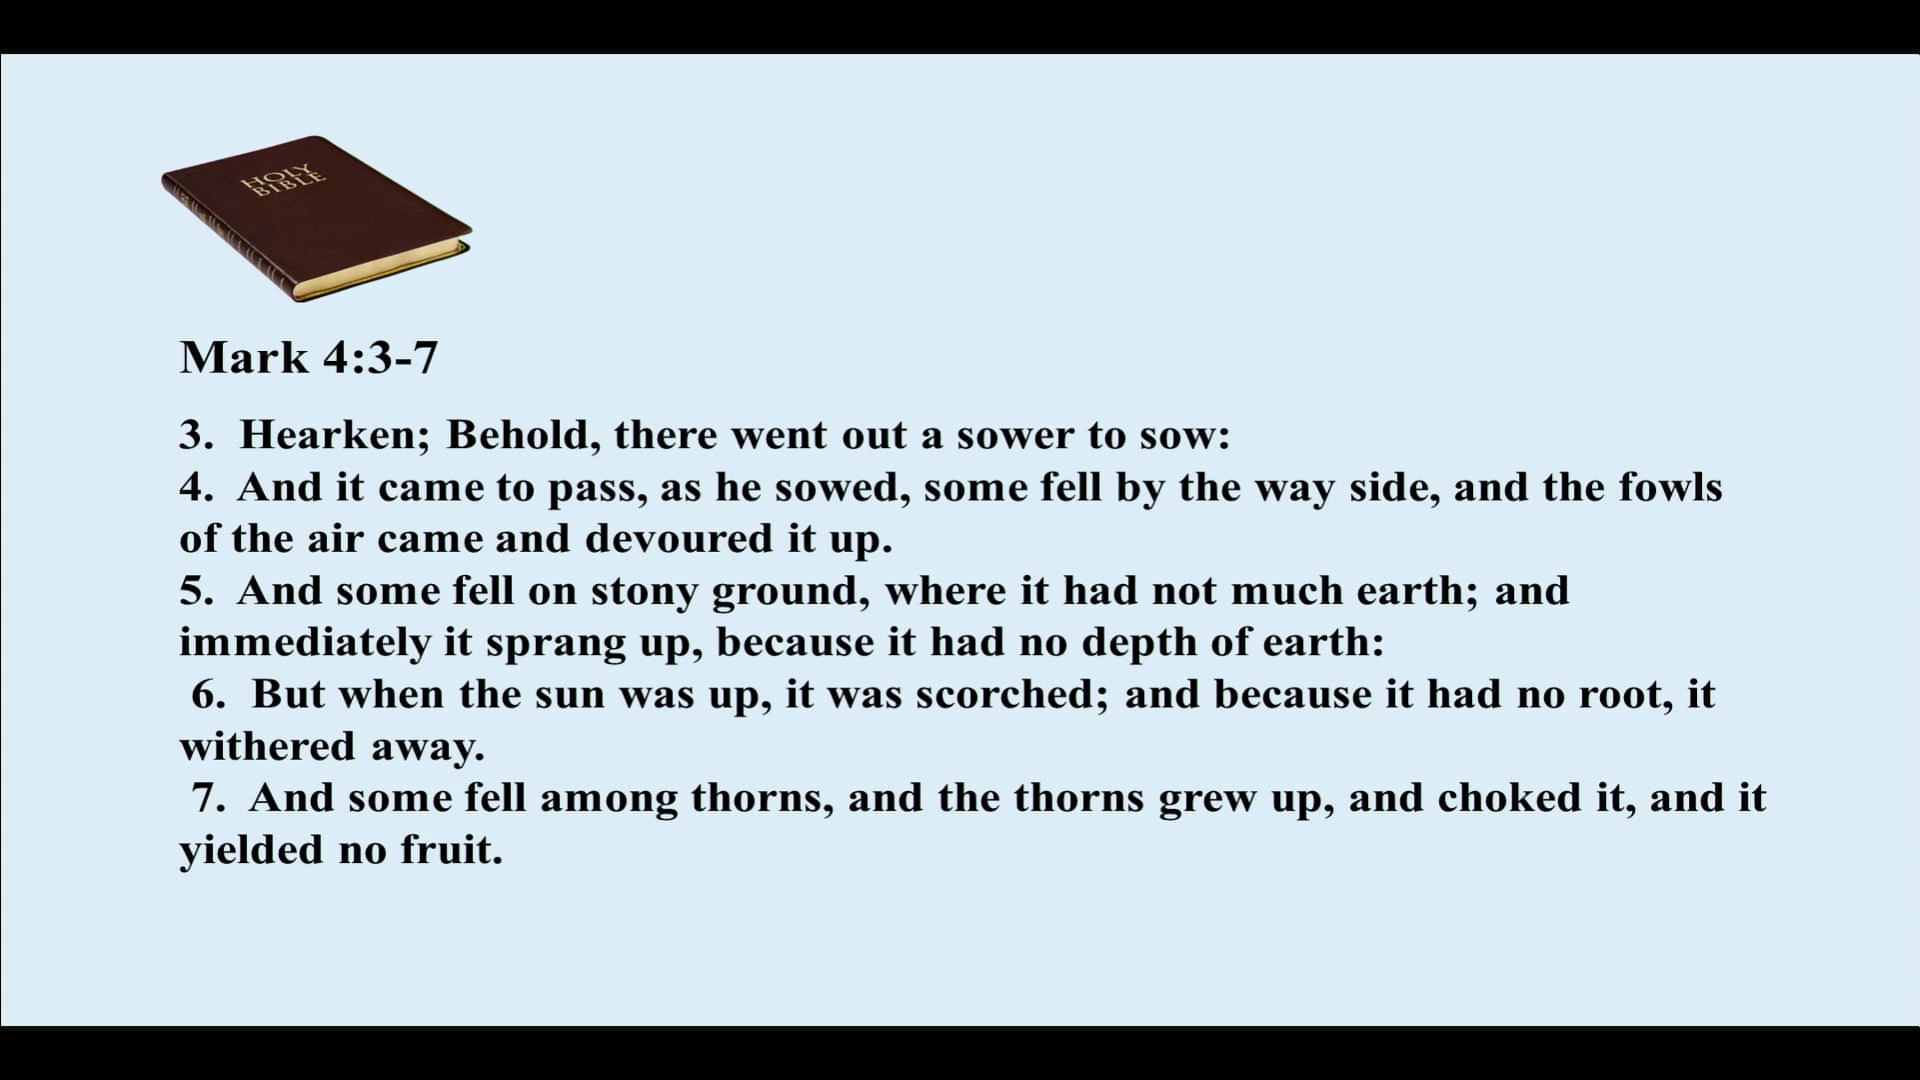 HOLY
BIBLE
Mark 4:3-7
3.  Hearken; Behold, there went out a sower to sow:
4.  And it came to pass, as he sowed, some fell by the way side, and the fowls
of the air came and devoured it up.
5.  And some fell on stony ground, where it had not much earth; and
immediately it sprang up, because it had no depth of earth:
6.  But when the sun was up, it was scorched; and because it had no root, it
withered away.
7.  And some fell among thorns, and the thorns grew up, and choked it, and it
yielded no fruit.